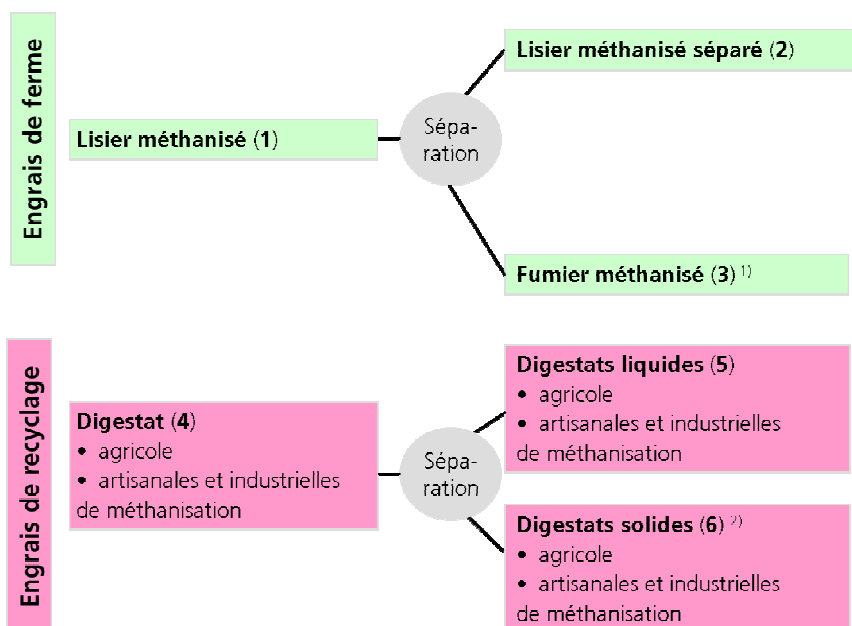 Engrais de ferme
Lisier méthanisé (1)
Sépa-
ration
Lisier méthanisé séparé (2)
Fumier méthanisé (3) 1)
Engrais de recyclage
Digestat (4)
• agricole
• artisanales et industrielles
de méthanisation
Sépa-
ration
Digestats liquides (5)
• agricole
• artisanales et industrielles
de méthanisation
Digestats solides (6) 2)
• agricole
• artisanales et industrielles
de méthanisation